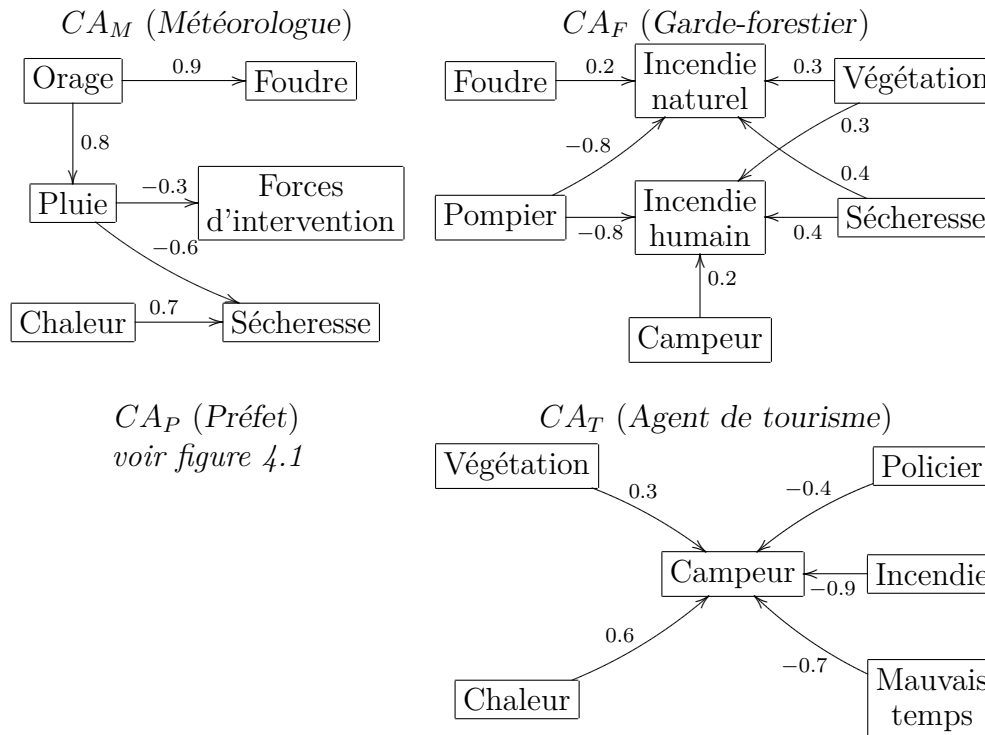 CA_M (Météorologue)
Orage
0.9
Foudre
0.8
Pluie
−0.3
Forces
d'intervention
−0.6
Chaleur
0.7
Sécheresse
CA_F (Garde-forestier)
Foudre
0.2
Incendie
naturel
0.3
Végétation
0.3
−0.8
0.4
Pompier
−0.8
Incendie
humain
0.4
Sécheresse
0.2
Campeur
CA_P (Préfet)
voir figure 4.1
CA_T (Agent de tourisme)
Végétation
0.3
−0.4
Policier
Campeur
−0.9
Incendie
0.6
−0.7
Chaleur
Mauvais
temps